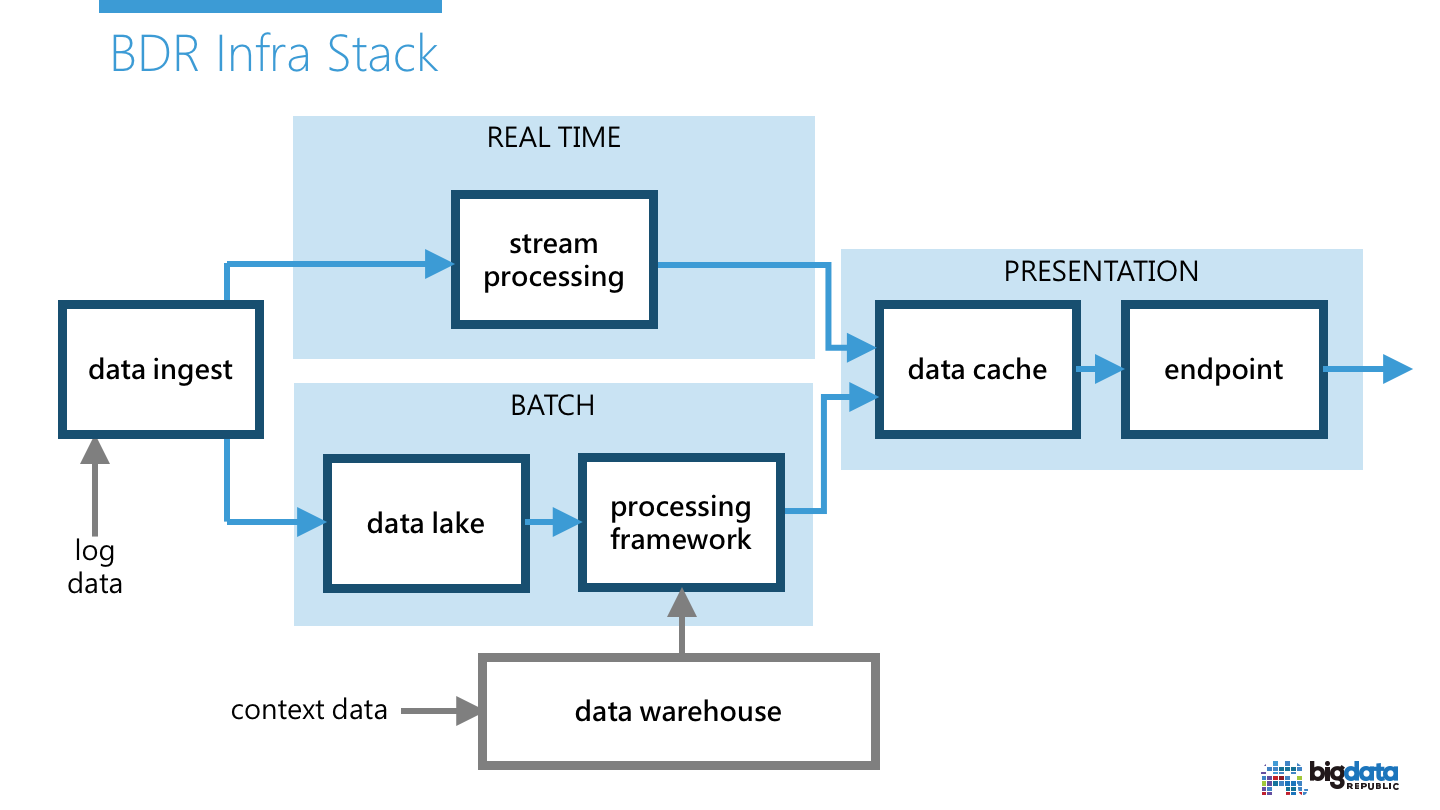 BDR Infra Stack
REAL TIME
stream
processing
PRESENTATION
data ingest
data cache
endpoint
BATCH
data lake
processing
framework
log
data
context data
data warehouse
bigdata
REPUBLIC